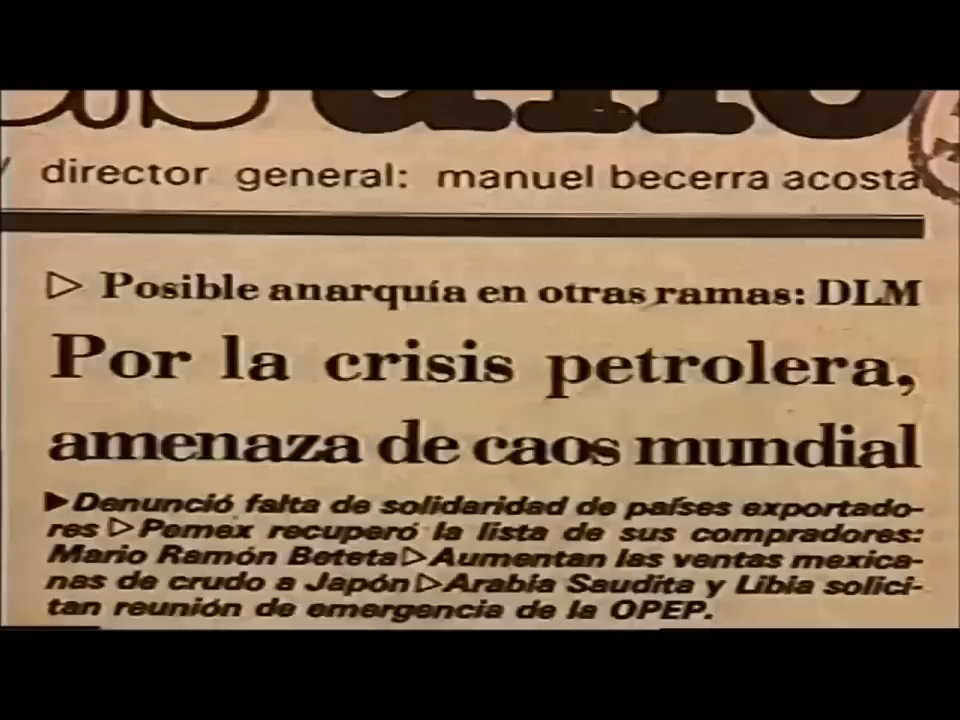 director general: manuel becerra acosta
▷ Posible anarquía en otras ramas: DLM
Por la crisis petrolera,
amenaza de caos mundial
▶Denunció falta de solidaridad de países exportado-
res ▷Pemex recuperó la lista de sus compradores:
Mario Ramón Beteta▷Aumentan las ventas mexica-
nas de crudo a Japón▷Arabia Saudita y Libia solici-
tan reunión de emergencia de la OPEP.